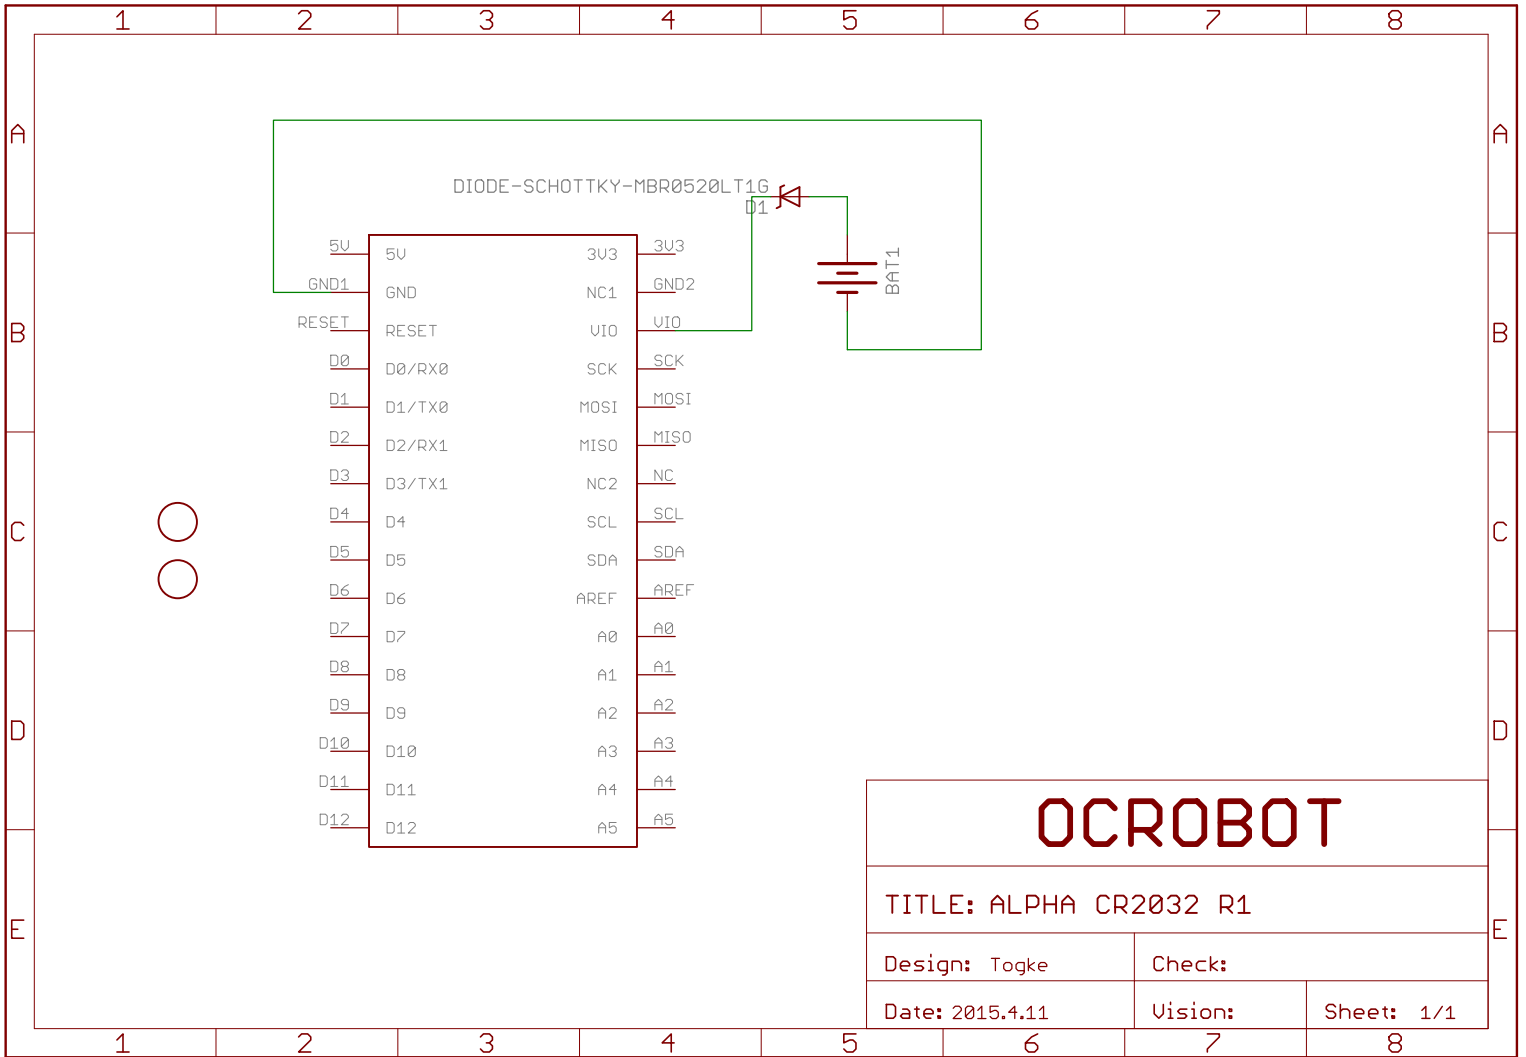 1 2 3 4 5 6 7 8
A A
DIODE-SCHOTTKY-MBR0520LT1G
D1
B B
BAT1
5V 5V 3V3 3V3
GND1 GND NC1 GND2
RESET RESET VIO VIO
D0 D0/RX0 SCK SCK
D1 D1/TX0 MOSI MOSI
D2 D2/RX1 MISO MISO
D3 D3/TX1 NC2 NC
C C
D4 D4 SCL SCL
D5 D5 SDA SDA
D6 D6 AREF AREF
D7 D7 A0 A0
D8 D8 A1 A1
D9 D9 A2 A2
D D
D10 D10 A3 A3
D11 D11 A4 A4
D12 D12 A5 A5
OCROBOT
TITLE: ALPHA CR2032 R1
E E
Design: Togke Check:
Date: 2015.4.11 Vision: Sheet: 1/1
1 2 3 4 5 6 7 8